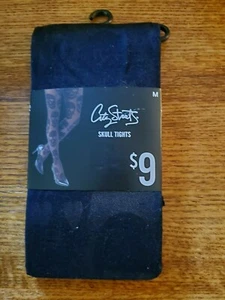 M
City Streets
SKULL TIGHTS
$9